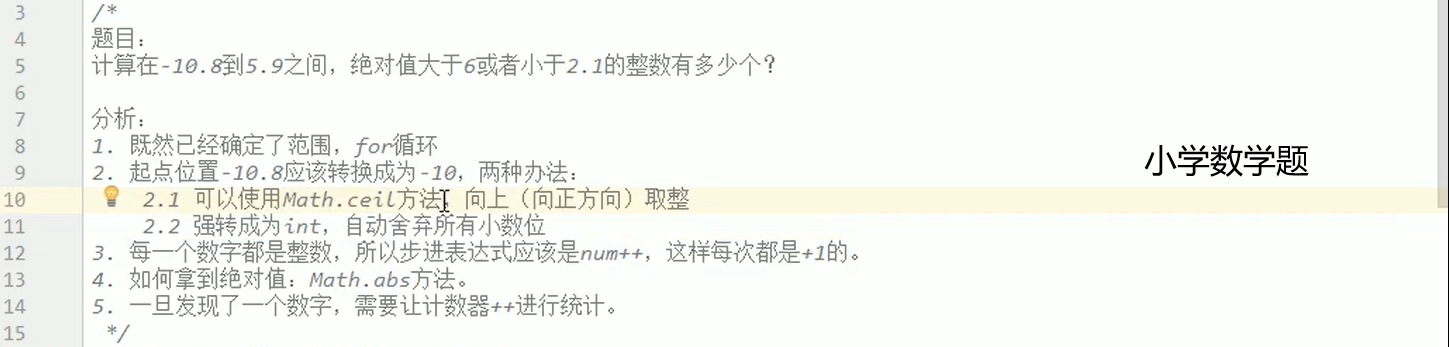 3 /*
4 题目:
5 计算在-10.8到5.9之间，绝对值大于6或者小于2.1的整数有多少个？
6
7 分析:
8 1. 既然已经确定了范围，for循环
9 2. 起点位置-10.8应该转换成为-10，两种办法:
10 2.1 可以使用Math.ceil方法，向上（向正方向）取整
11 2.2 强转成为int，自动舍弃所有小数位
12 3. 每一个数字都是整数，所以步进表达式应该是num++，这样每次都是+1的。
13 4. 如何拿到绝对值: Math.abs方法。
14 5. 一旦发现了一个数字，需要让计数器++进行统计。
15 */
小学数学题